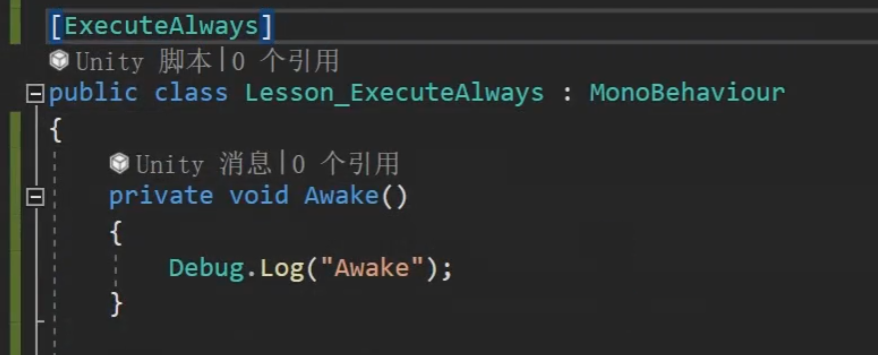 [ExecuteAlways]
Unity 脚本|0 个引用
public class Lesson_ExecuteAlways : MonoBehaviour
{
Unity 消息|0 个引用
private void Awake()
{
Debug.Log("Awake");
}